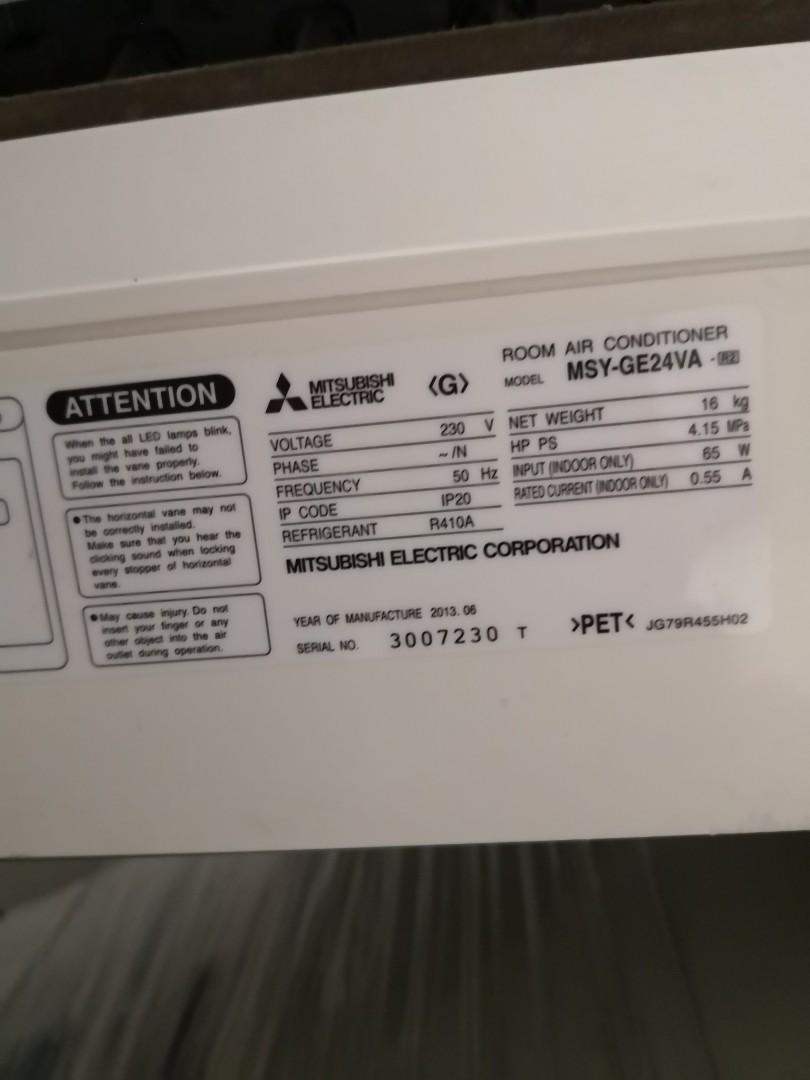 ATTENTION
When the all LED lamps blink,
you might have failed to
install the vane properly.
Follow the instruction below.
●The horizontal vane may not
be correctly installed.
Make sure that you hear the
clicking sound when locking
every stopper of horizontal
vane.
●May cause injury. Do not
insert your finger or any
other object into the air
outlet during operation.
MITSUBISHI
ELECTRIC
〈G〉
ROOM AIR CONDITIONER
MODEL MSY-GE24VA -R2
VOLTAGE 230 V
PHASE ~/N
FREQUENCY 50 Hz
IP CODE IP20
REFRIGERANT R410A
NET WEIGHT 16 kg
HP PS 4.15 MPa
INPUT (INDOOR ONLY) 65 W
RATED CURRENT (INDOOR ONLY) 0.55 A
MITSUBISHI ELECTRIC CORPORATION
YEAR OF MANUFACTURE 2013.06
SERIAL NO. 3007230 T
>PET< JG79R455H02